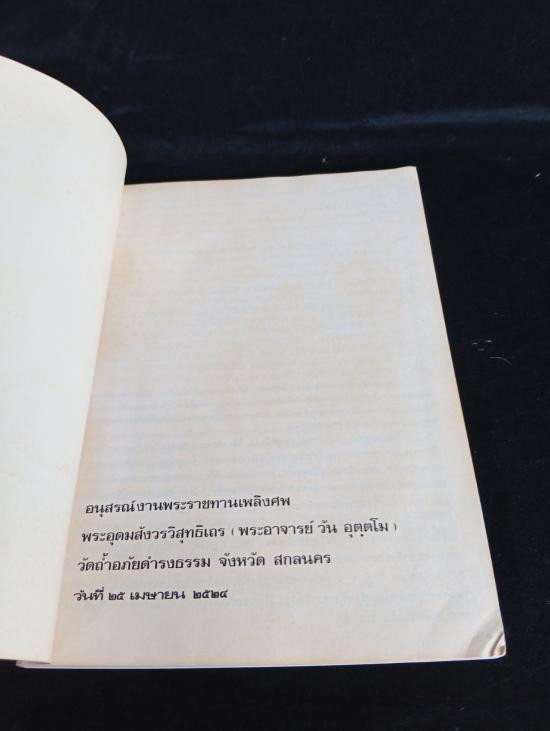 อนุสรณ์งานพระราชทานเพลิงศพ
พระอุดมสังวรวิสุทธิเถร ( พระอาจารย์ วัน อุตฺตโม )
วัดถ้ำอภัยดำรงธรรม จังหวัด สกลนคร
วันที่ ๒๕ เมษายน ๒๕๒๔